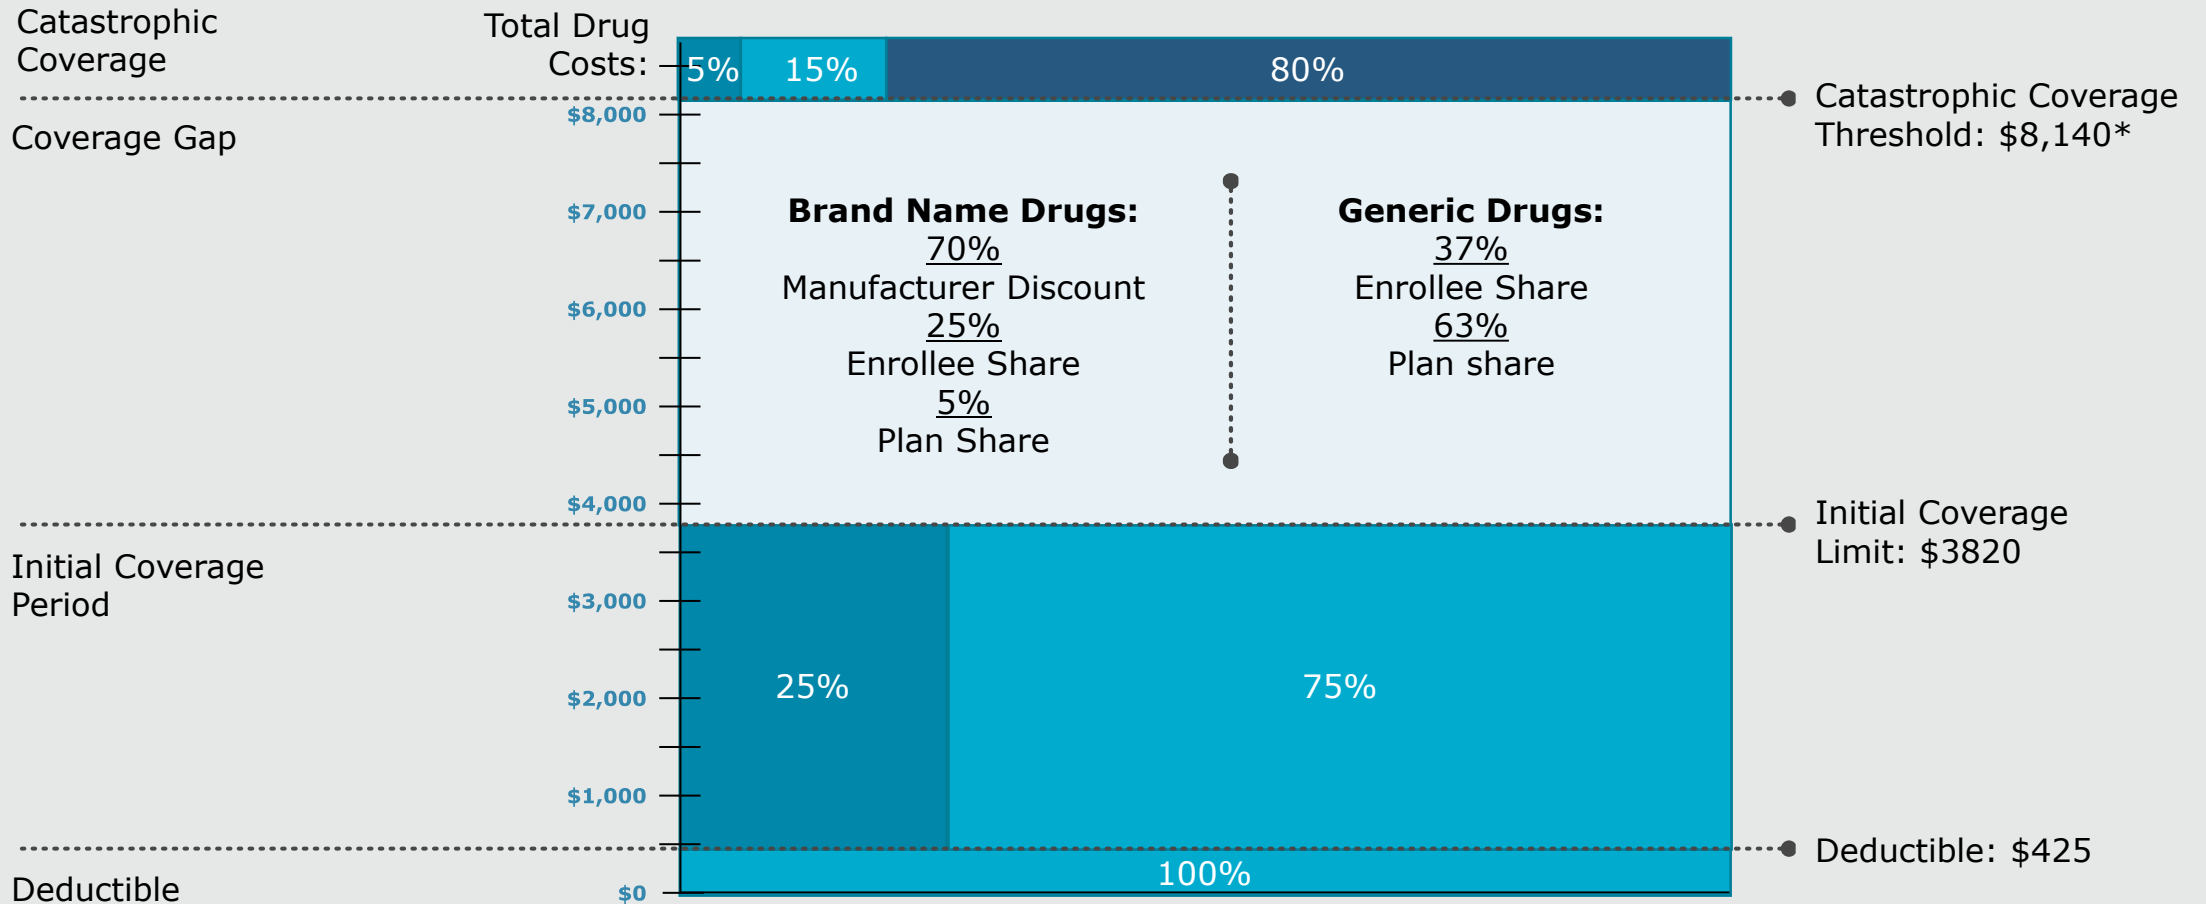 Catastrophic
Coverage
Total Drug
Costs:
5%
15%
80%
Catastrophic Coverage
Threshold: $8,140*
$8,000
Coverage Gap
$7,000
$6,000
$5,000
$4,000
Brand Name Drugs:
70%
Manufacturer Discount
25%
Enrollee Share
5%
Plan Share
Generic Drugs:
37%
Enrollee Share
63%
Plan share
Initial Coverage
Limit: $3820
Initial Coverage
Period
$3,000
$2,000
$1,000
25%
75%
Deductible: $425
Deductible
$0
100%